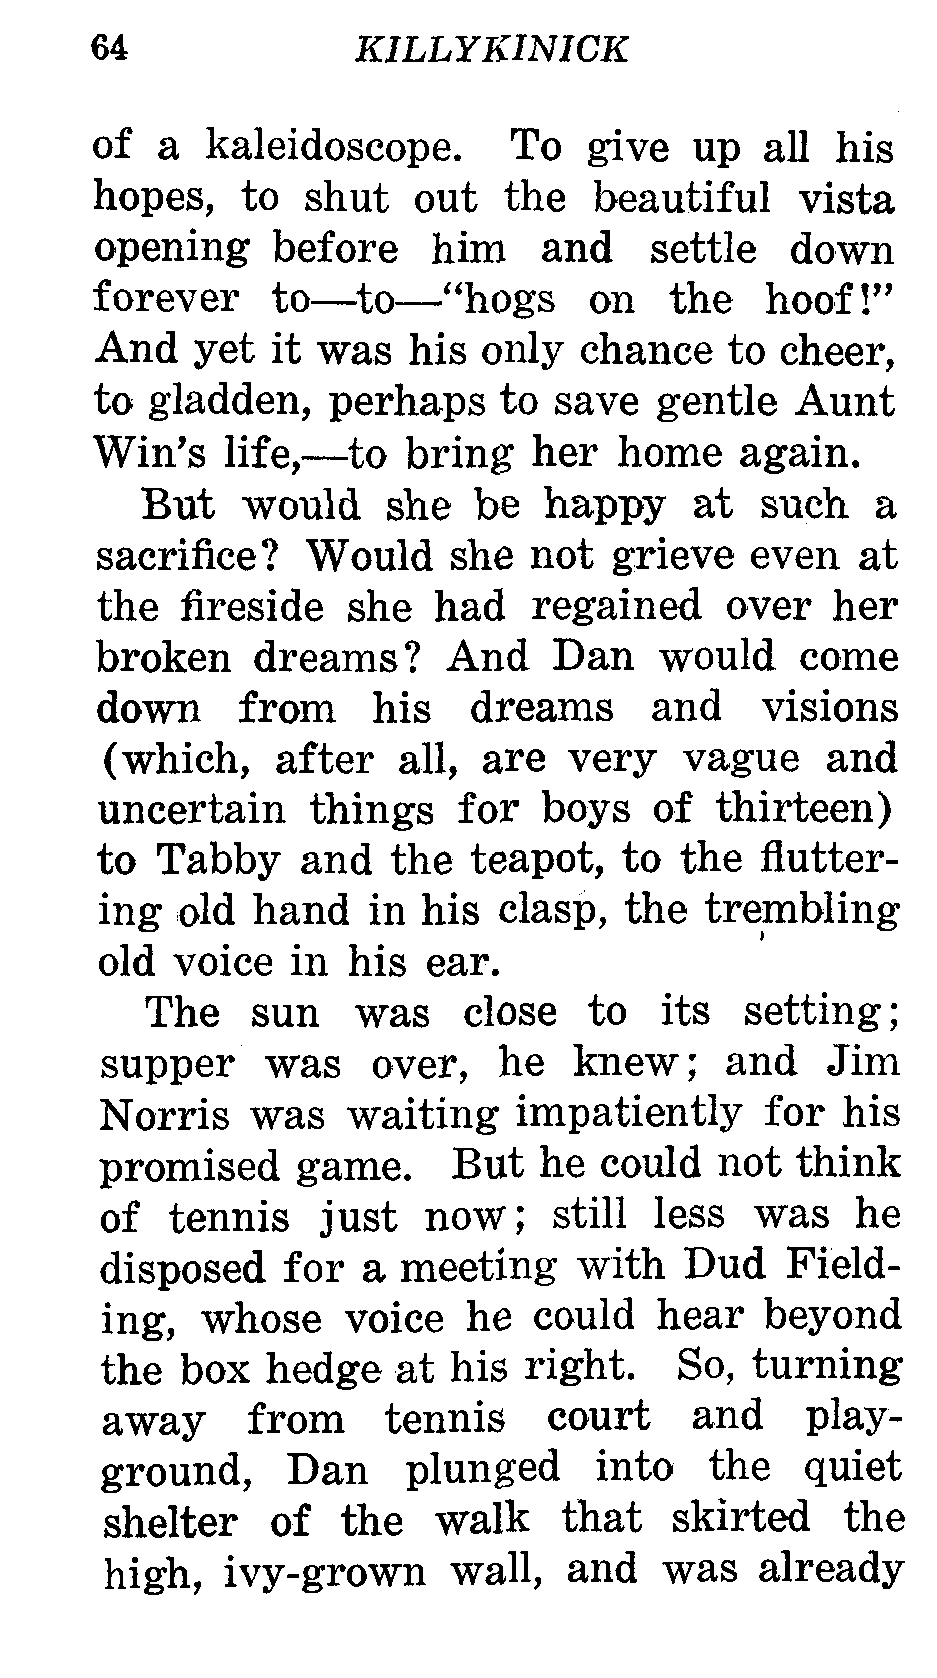 64 KILLYKINICK
of a kaleidoscope. To give up all his
hopes, to shut out the beautiful vista
opening before him and settle down
forever to—to—“hogs on the hoof!”
And yet it was his only chance to cheer,
to gladden, perhaps to save gentle Aunt
Win's life,—to bring her home again.
But would she be happy at such a
sacrifice? Would she not grieve even at
the fireside she had regained over her
broken dreams? And Dan would come
down from his dreams and visions
(which, after all, are very vague and
uncertain things for boys of thirteen)
to Tabby and the teapot, to the flutter-
ing old hand in his clasp, the trembling
old voice in his ear.
The sun was close to its setting;
supper was over, he knew; and Jim
Norris was waiting impatiently for his
promised game. But he could not think
of tennis just now; still less was he
disposed for a meeting with Dud Field-
ing, whose voice he could hear beyond
the box hedge at his right. So, turning
away from tennis court and play-
ground, Dan plunged into the quiet
shelter of the walk that skirted the
high, ivy-grown wall, and was already